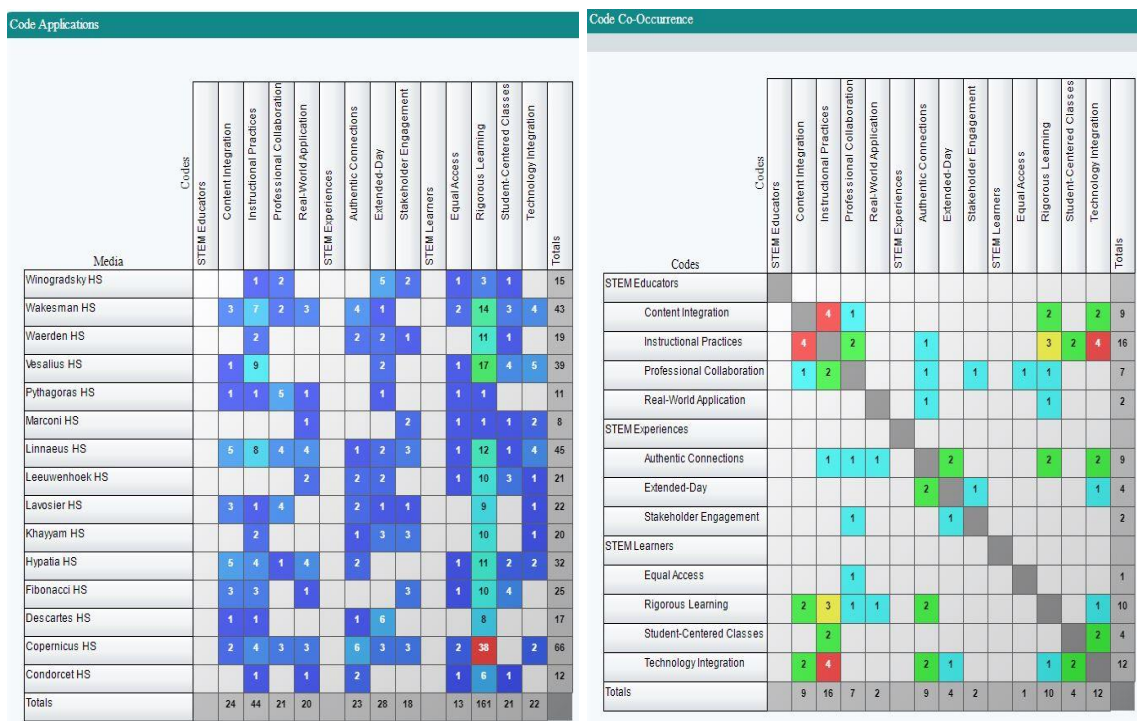 Code Applications
Codes
STEM Educators
Content Integration
Instructional Practices
Professional Collaboration
Real-World Application
STEM Experiences
Authentic Connections
Extended-Day
Stakeholder Engagement
STEM Learners
Equal Access
Rigorous Learning
Student-Centered Classes
Technology Integration
Totals
Media
Winogradsky HS 1 2 5 2 1 3 1 15
Wakesman HS 3 7 2 3 4 1 2 14 3 4 43
Waerden HS 2 2 2 1 11 1 19
Vesalius HS 1 9 2 1 17 4 5 39
Pythagoras HS 1 1 5 1 1 1 1 11
Marconi HS 1 2 1 1 1 2 8
Linnaeus HS 5 8 4 4 1 2 3 1 12 1 4 45
Leeuwenhoek HS 2 2 2 1 10 3 1 21
Lavosier HS 3 1 4 2 1 1 9 1 22
Khayyam HS 2 1 3 3 10 1 20
Hypatia HS 5 4 1 4 2 1 11 2 2 32
Fibonacci HS 3 3 1 3 1 10 4 25
Descartes HS 1 1 1 6 8 17
Copernicus HS 2 4 3 3 6 3 3 2 38 2 66
Condorcet HS 1 1 2 1 6 1 12
Totals 24 44 21 20 23 28 18 13 161 21 22
Code Co-Occurrence
Codes
STEM Educators
Content Integration
Instructional Practices
Professional Collaboration
Real-World Application
STEM Experiences
Authentic Connections
Extended-Day
Stakeholder Engagement
STEM Learners
Equal Access
Rigorous Learning
Student-Centered Classes
Technology Integration
Totals
Codes
STEM Educators
Content Integration 4 1 2 2 9
Instructional Practices 4 2 1 3 2 4 16
Professional Collaboration 1 2 1 1 1 1 7
Real-World Application 1 1 2
STEM Experiences
Authentic Connections 1 1 1 2 2 2 9
Extended-Day 2 1 1 4
Stakeholder Engagement 1 1 2
STEM Learners
Equal Access 1 1
Rigorous Learning 2 3 1 1 2 1 10
Student-Centered Classes 2 2 4
Technology Integration 2 4 2 1 1 2 12
Totals 9 16 7 2 9 4 2 1 10 4 12